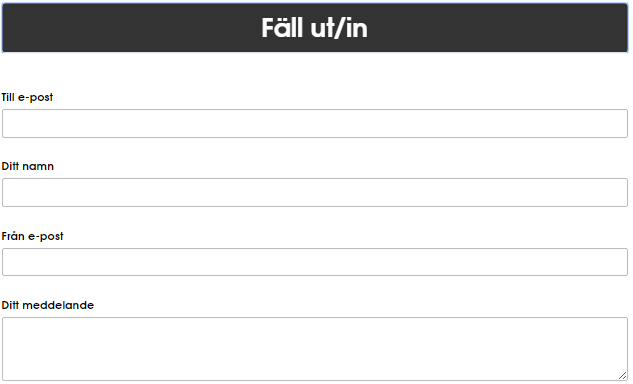 Fäll ut/in
Till e-post
Ditt namn
Från e-post
Ditt meddelande